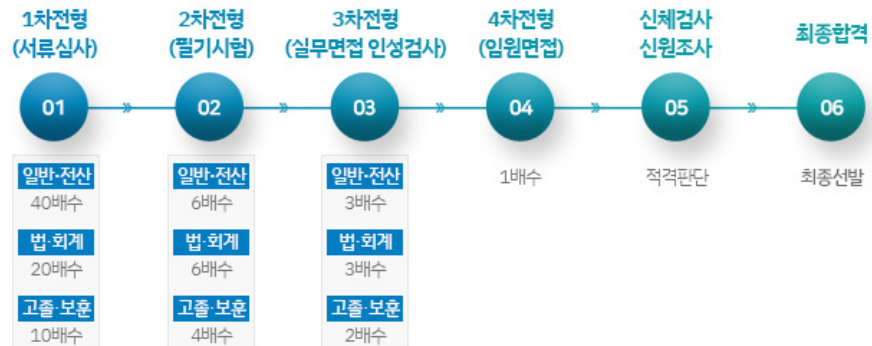 1차전형
(서류심사)
2차전형
(필기시험)
3차전형
(실무면접 인성검사)
4차전형
(임원면접)
신체검사
신원조사
최종합격
01
02
03
04
05
06
일반·전산
40배수
법·회계
20배수
고졸·보훈
10배수
일반·전산
6배수
법·회계
6배수
고졸·보훈
4배수
일반·전산
3배수
법·회계
3배수
고졸·보훈
2배수
1배수
적격판단
최종선발